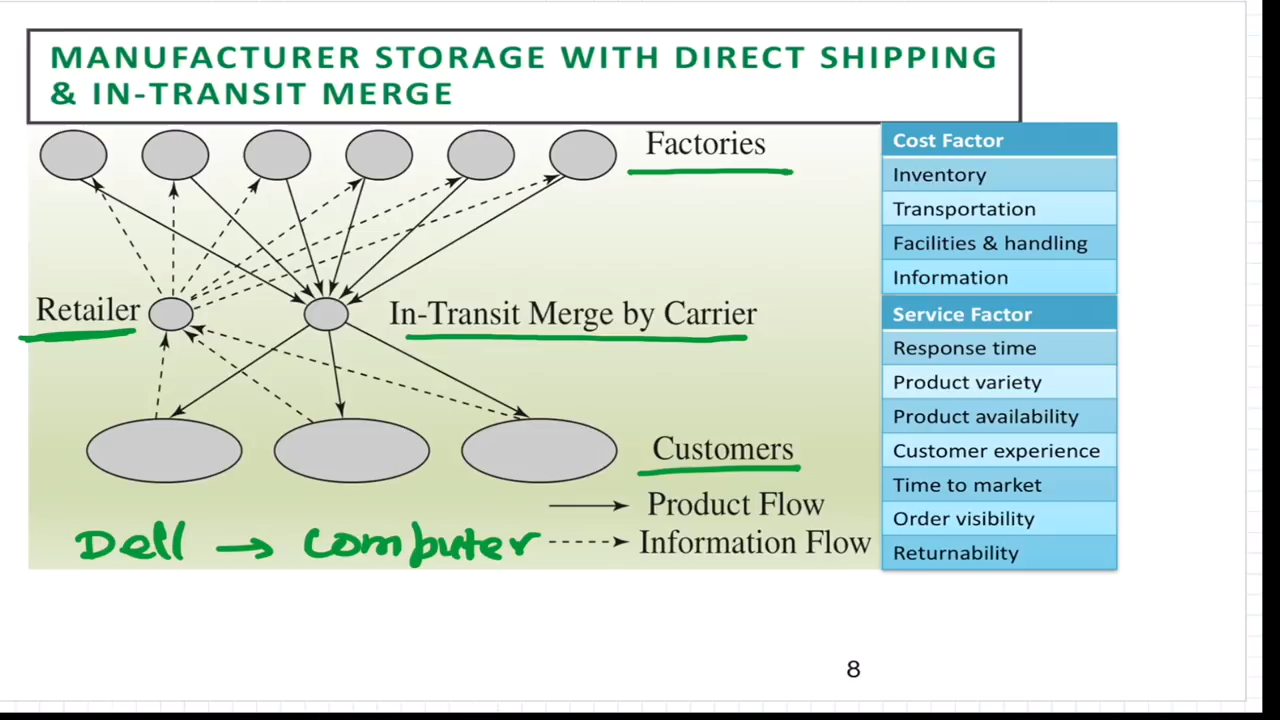 MANUFACTURER STORAGE WITH DIRECT SHIPPING
& IN-TRANSIT MERGE
Factories
Retailer
In-Transit Merge by Carrier
Customers
Product Flow
Information Flow
Dell → Computer
Cost Factor
Inventory
Transportation
Facilities & handling
Information
Service Factor
Response time
Product variety
Product availability
Customer experience
Time to market
Order visibility
Returnability
8